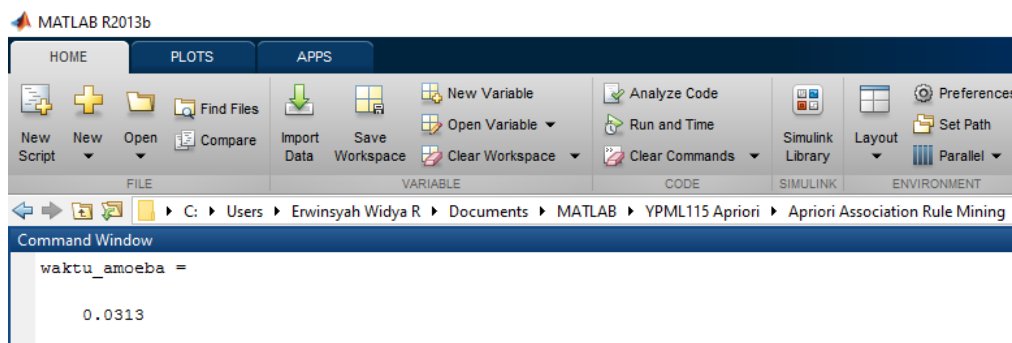 MATLAB R2013b
HOME PLOTS APPS
New Script
New
Open
Find Files
Compare
Import Data
Save Workspace
New Variable
Open Variable
Clear Workspace
Analyze Code
Run and Time
Clear Commands
Simulink Library
Layout
Preferences
Set Path
Parallel
FILE VARIABLE CODE SIMULINK ENVIRONMENT
C: Users Erwinsyah Widya R Documents MATLAB YPML115 Apriori Apriori Association Rule Mining
Command Window
waktu_amoeba =
0.0313